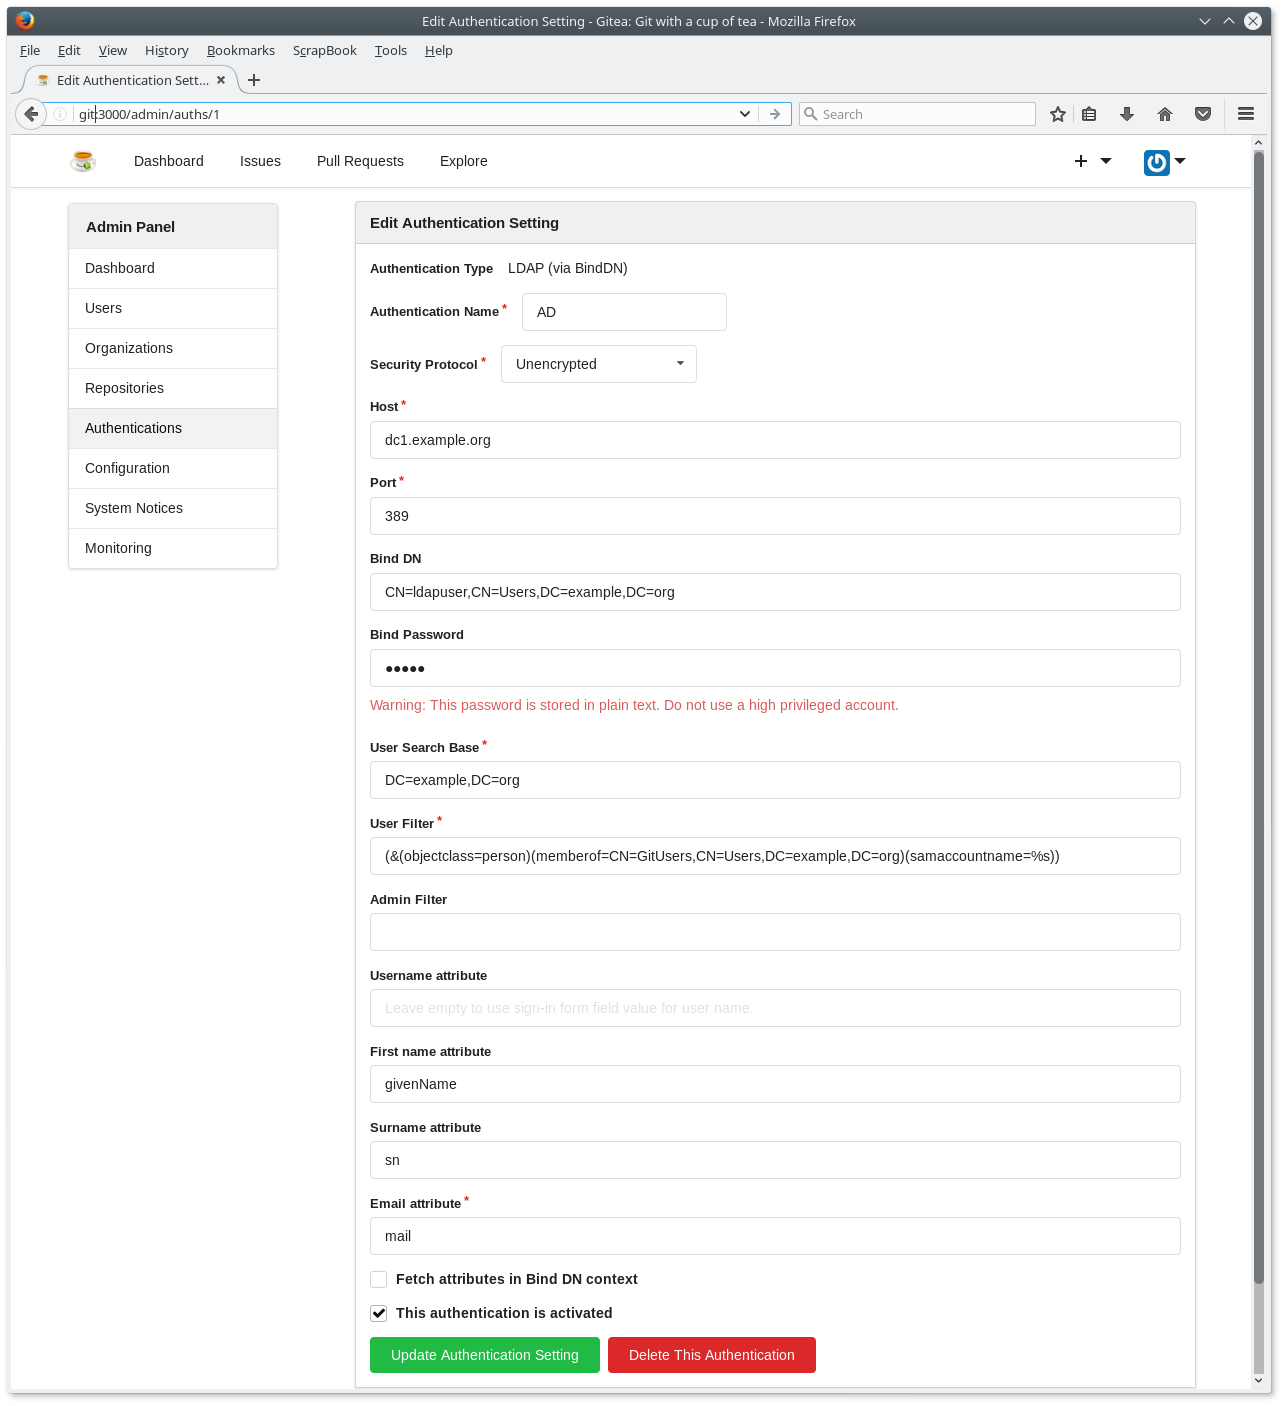 Edit Authentication Setting - Gitea: Git with a cup of tea - Mozilla Firefox
File Edit View History Bookmarks ScrapBook Tools Help
Edit Authentication Sett...
git:3000/admin/auths/1
Search
Dashboard Issues Pull Requests Explore
Admin Panel
Dashboard
Users
Organizations
Repositories
Authentications
Configuration
System Notices
Monitoring
Edit Authentication Setting
Authentication Type LDAP (via BindDN)
Authentication Name * AD
Security Protocol * Unencrypted
Host *
dc1.example.org
Port *
389
Bind DN
CN=ldapuser,CN=Users,DC=example,DC=org
Bind Password
●●●●●
Warning: This password is stored in plain text. Do not use a high privileged account.
User Search Base *
DC=example,DC=org
User Filter *
(&(objectclass=person)(memberof=CN=GitUsers,CN=Users,DC=example,DC=org)(samaccountname=%s))
Admin Filter
Username attribute
Leave empty to use sign-in form field value for user name.
First name attribute
givenName
Surname attribute
sn
Email attribute *
mail
Fetch attributes in Bind DN context
This authentication is activated
Update Authentication Setting Delete This Authentication